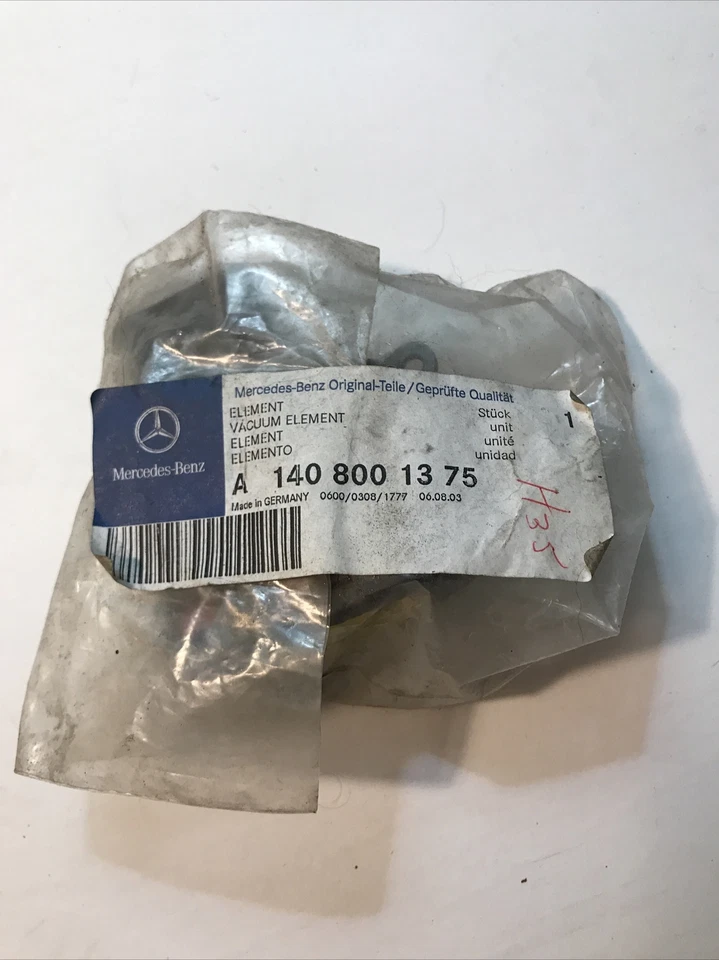 Mercedes-Benz Original-Teile/Geprüfte Qualität
ELEMENT Stück 1
VACUUM ELEMENT unit
ELEMENT unité
ELEMENTO unidad
Mercedes-Benz
A 140 800 13 75
Made in GERMANY 0600/0308/1777 06.08.03
H35